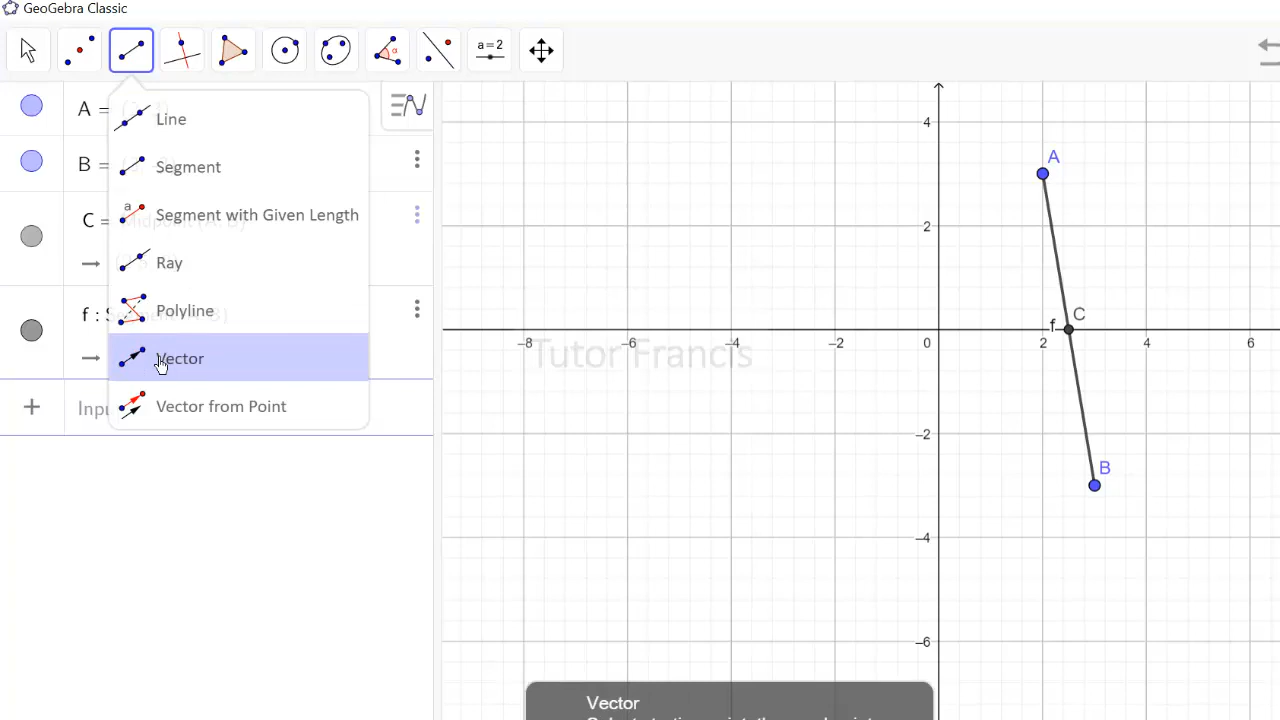 GeoGebra Classic
a=2
α
A =
Line
B =
Segment
C = Midpoint(A, B)
a
Segment with Given Length
Ray
f :
Polyline
Vector
Input
Vector from Point
4
2
−8
−6
−4
−2
0
2
4
6
−2
−4
−6
A
C
f
B
Tutor Francis
Vector